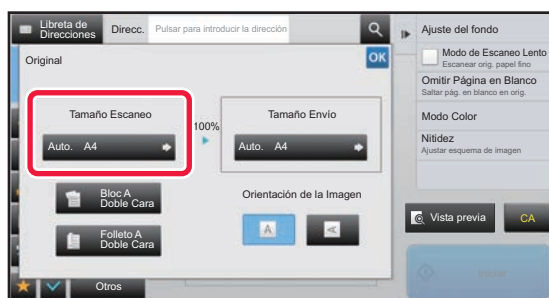 Libreta de
Direcciones
Direcc.
Pulsar para introducir la dirección
Original
OK
Tamaño Escaneo
Auto. A4
100%
Tamaño Envío
Auto. A4
Bloc A
Doble Cara
Folleto A
Doble Cara
Orientación de la Imagen
A
A
Otros
Ajuste del fondo
Modo de Escaneo Lento
Escanear orig. papel fino
Omitir Página en Blanco
Saltar pág. en blanco en orig.
Modo Color
Nitidez
Ajustar esquema de imagen
Vista previa
CA